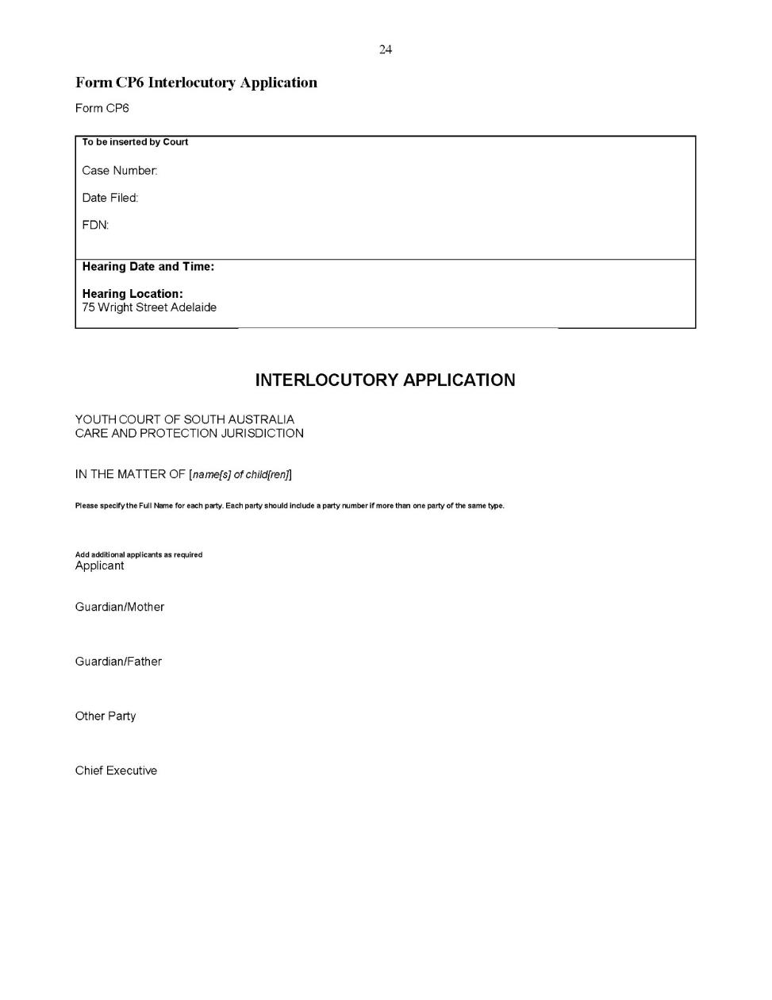 24
Form CP6 Interlocutory Application
Form CP6
To be inserted by Court
Case Number:
Date Filed:
FDN:
Hearing Date and Time:
Hearing Location:
75 Wright Street Adelaide
INTERLOCUTORY APPLICATION
YOUTH COURT OF SOUTH AUSTRALIA
CARE AND PROTECTION JURISDICTION
IN THE MATTER OF [name[s] of child[ren]]
Please specify the Full Name for each party. Each party should include a party number if more than one party of the same type.
Add additional applicants as required
Applicant
Guardian/Mother
Guardian/Father
Other Party
Chief Executive